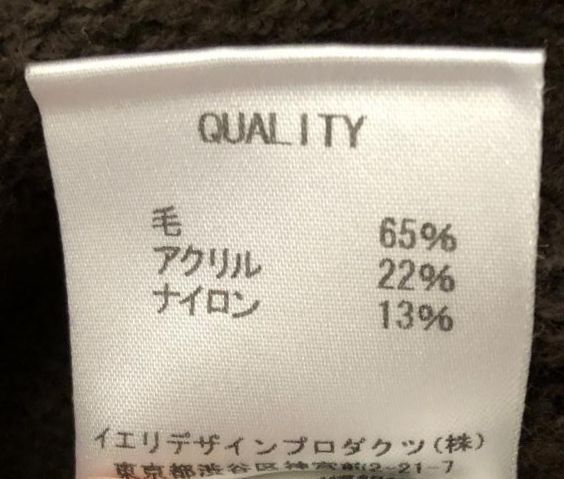 QUALITY
毛 65%
アクリル 22%
ナイロン 13%
イエリデザインプロダクツ(株)
東京都渋谷区神宮前2-21-7